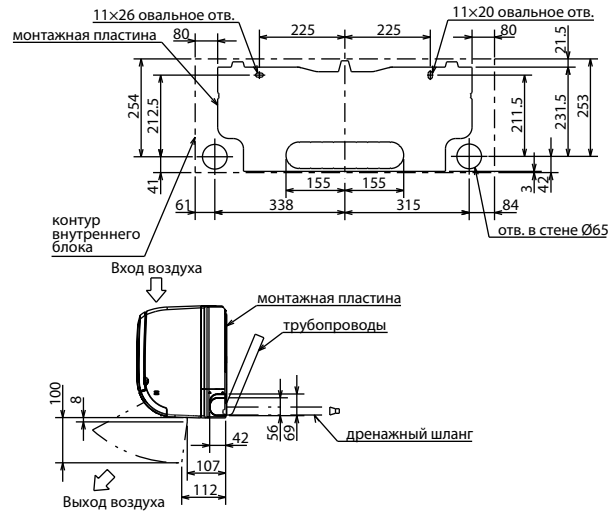 11×26 овальное отв.
11×20 овальное отв.
монтажная пластина
80
225
225
80
21.5
254
212.5
211.5
231.5
253
41
155
155
3
42
61
338
315
84
контур
внутреннего
блока
отв. в стене Ø65
Вход воздуха
монтажная пластина
трубопроводы
100
8
42
56
69
дренажный шланг
107
112
Выход воздуха